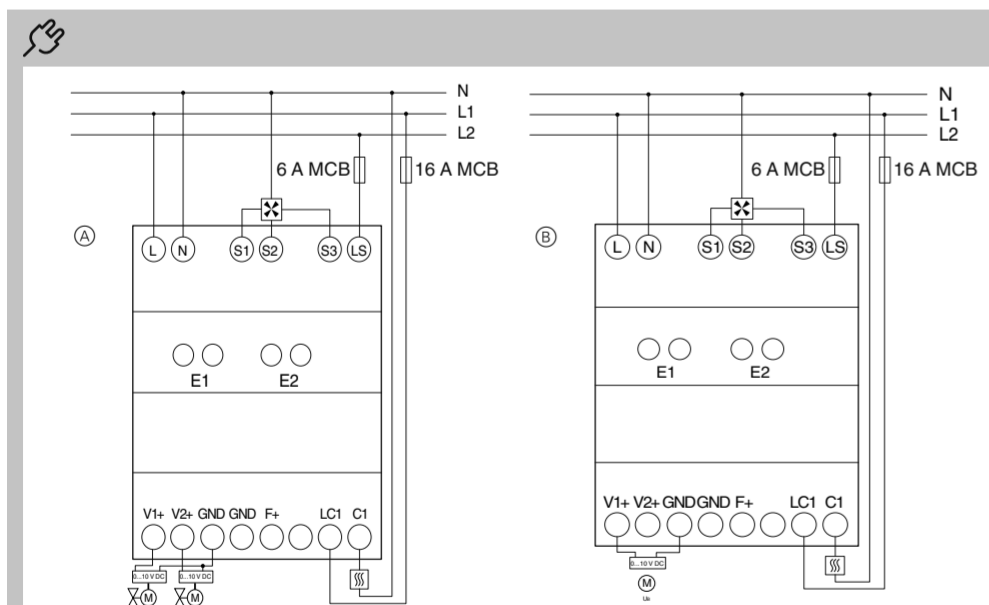 N
L1
L2
6 A MCB
16 A MCB
A
L N S1 S2 S3 LS
E1 E2
V1+ V2+ GND GND F+ LC1 C1
0...10 V DC 0...10 V DC
M M
N
L1
L2
6 A MCB
16 A MCB
B
L N S1 S2 S3 LS
E1 E2
V1+ V2+ GND GND F+ LC1 C1
0...10 V DC
M